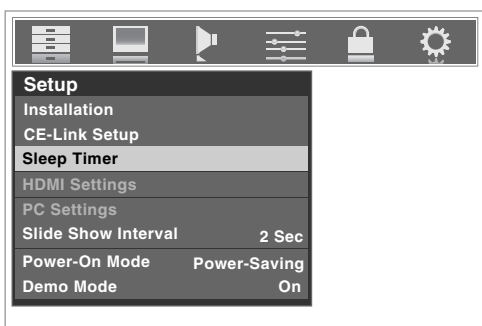 Setup
Installation
CE-Link Setup
Sleep Timer
HDMI Settings
PC Settings
Slide Show Interval 2 Sec
Power-On Mode Power-Saving
Demo Mode On